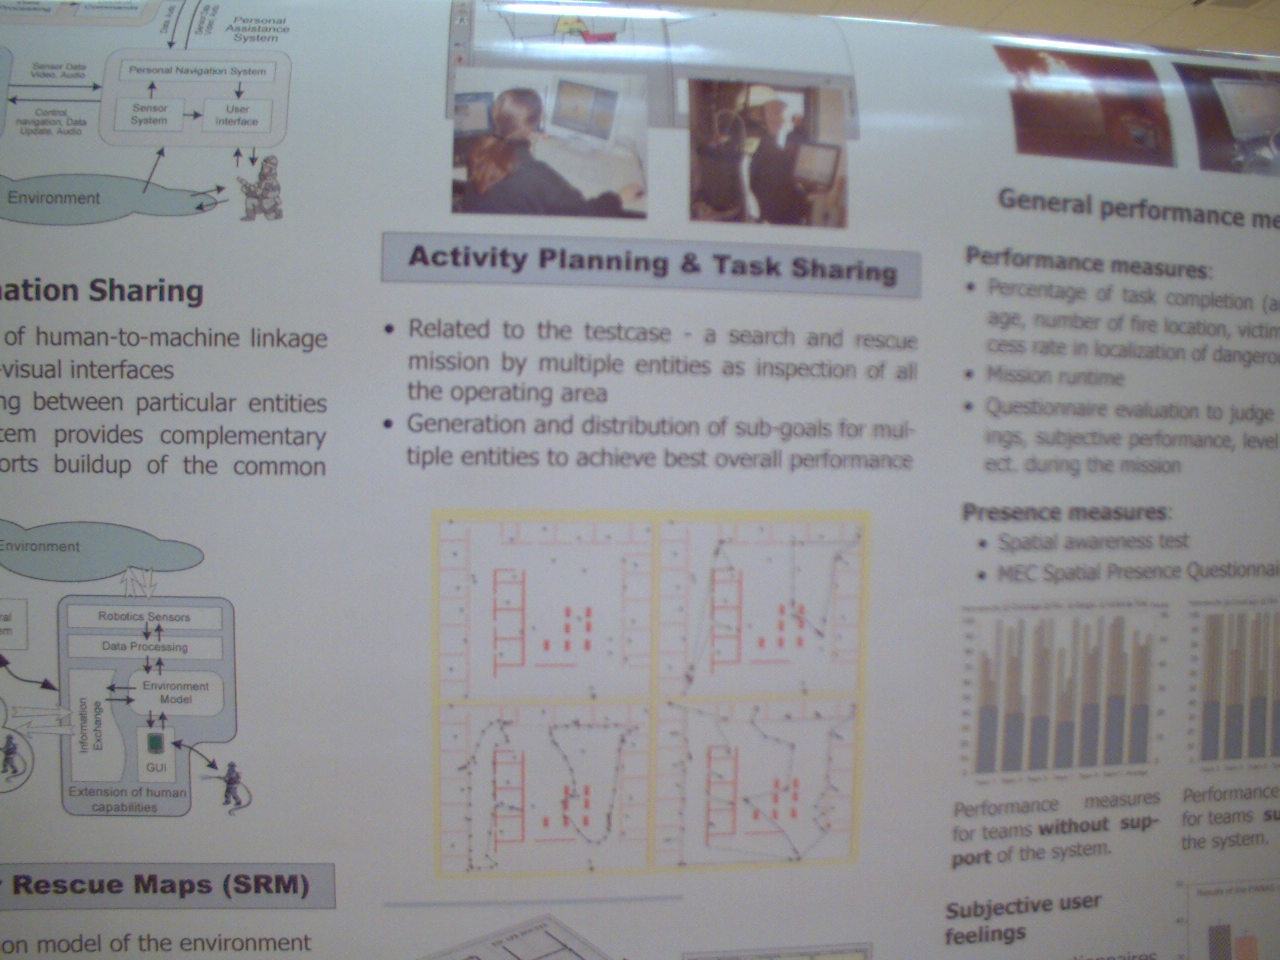 Processing
Commands
Personal
Assistance
System
Sensor Data
Video, Audio
Control,
navigation, Data
Update, Audio
Personal Navigation System
Sensor
System
User
interface
Environment
ation Sharing
of human-to-machine linkage
-visual interfaces
ng between particular entities
tem provides complementary
orts buildup of the common
Environment
Robotics Sensors
Data Processing
Environment
Model
Information
Exchange
GUI
Extension of human
capabilities
Rescue Maps (SRM)
on model of the environment
Activity Planning & Task Sharing
• Related to the testcase - a search and rescue
mission by multiple entities as inspection of all
the operating area
• Generation and distribution of sub-goals for mul-
tiple entities to achieve best overall performance
General performance me
Performance measures:
• Percentage of task completion (a
age, number of fire location, victim
cess rate in localization of dangero
• Mission runtime
• Questionnaire evaluation to judge
ings, subjective performance, level
ect. during the mission
Presence measures:
• Spatial awareness test
• MEC Spatial Presence Questionnai
Performance measures
for teams without sup-
port of the system.
Performance
for teams su
the system.
Subjective user
feelings